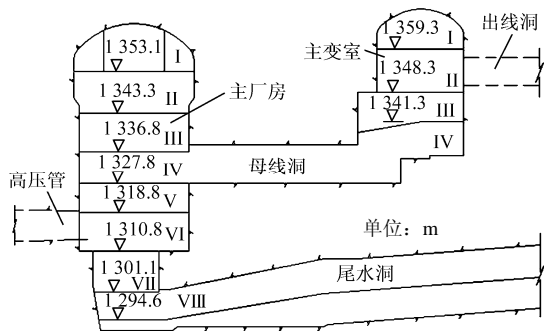 1 359.3
I
出线洞
1 353.1
I
主变室
1 348.3
II
1 343.3
II
主厂房
1 341.3
III
1 336.8
III
IV
1 327.8
IV
母线洞
高压管
1 318.8
V
1 310.8
VI
单位：m
1 301.1
VII
尾水洞
1 294.6
VIII